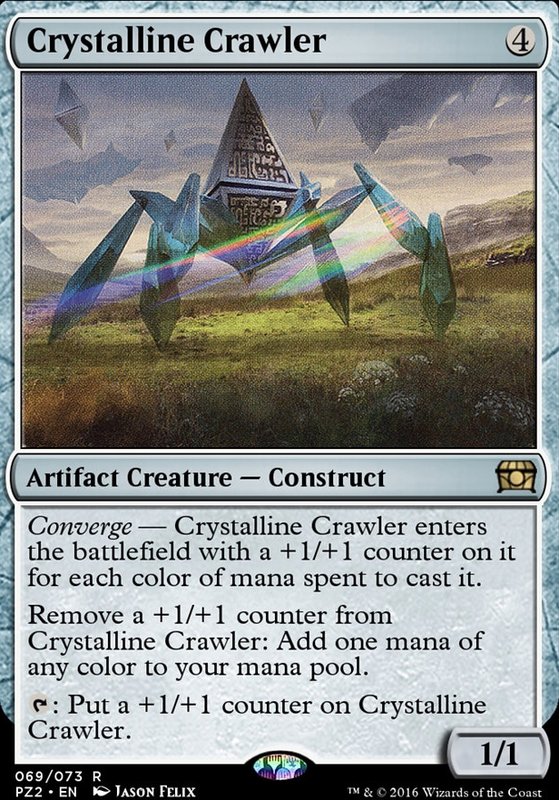 Crystalline Crawler 4
Artifact Creature — Construct
Converge — Crystalline Crawler enters
the battlefield with a +1/+1 counter on it
for each color of mana spent to cast it.
Remove a +1/+1 counter from
Crystalline Crawler: Add one mana of
any color to your mana pool.
: Put a +1/+1 counter on Crystalline
Crawler.
1/1
069/073 R
PZ2 • EN Jason Felix
™ & © 2016 Wizards of the Coast